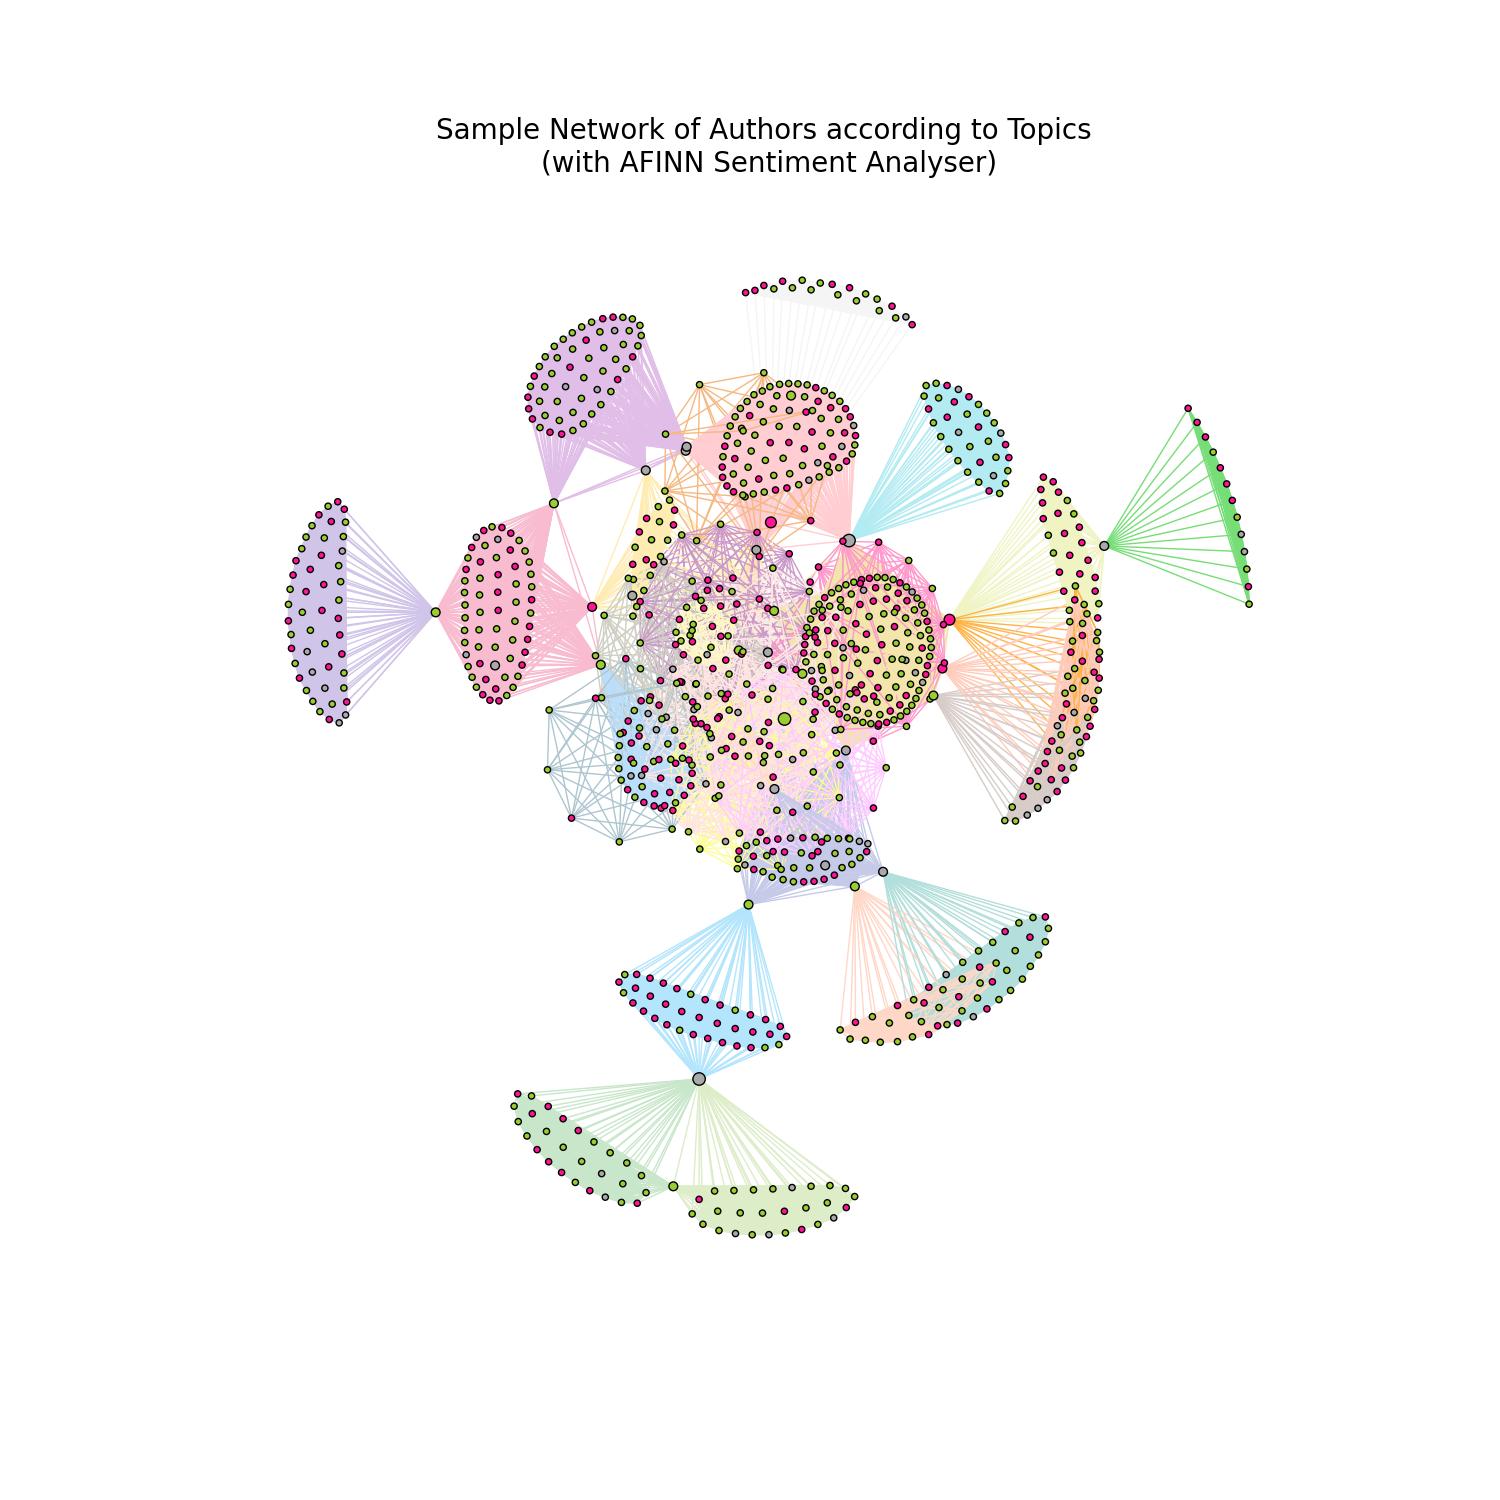 Sample Network of Authors according to Topics
(with AFINN Sentiment Analyser)